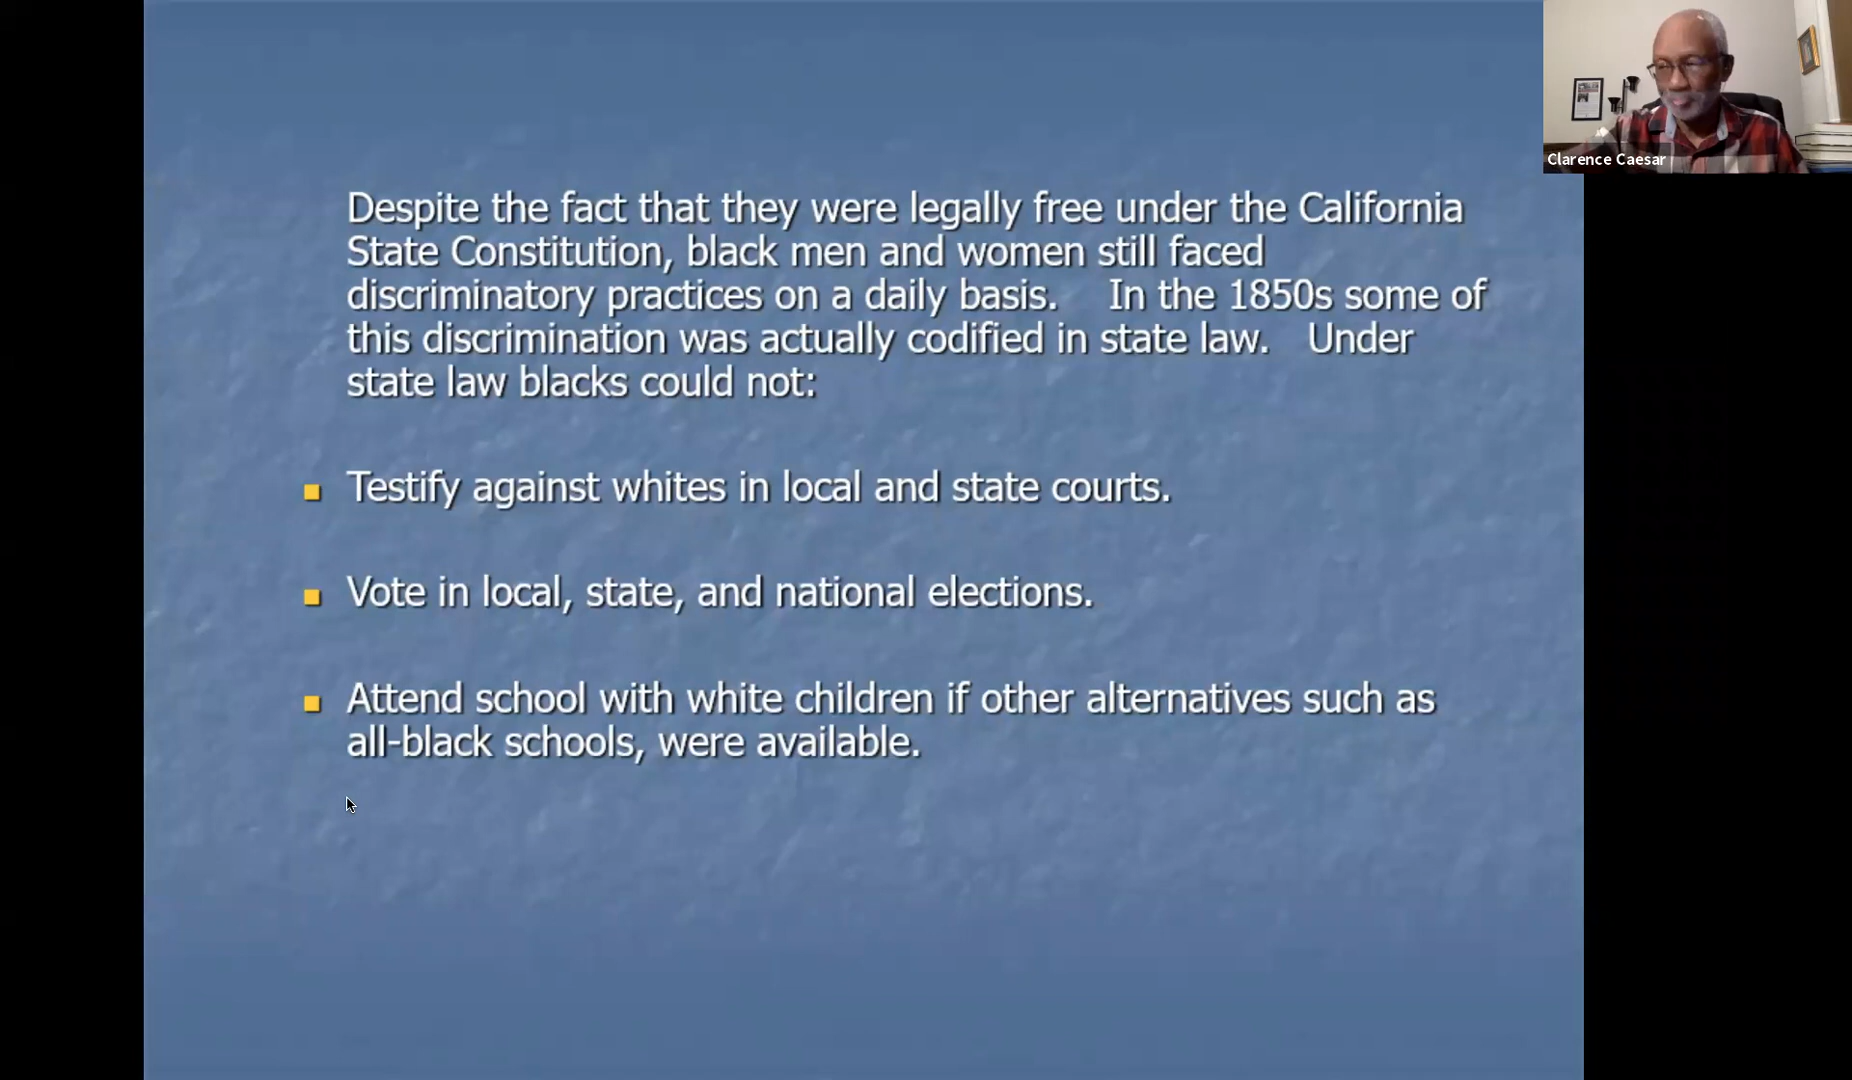 Clarence Caesar
Despite the fact that they were legally free under the California
State Constitution, black men and women still faced
discriminatory practices on a daily basis. In the 1850s some of
this discrimination was actually codified in state law. Under
state law blacks could not:
Testify against whites in local and state courts.
Vote in local, state, and national elections.
Attend school with white children if other alternatives such as
all-black schools, were available.